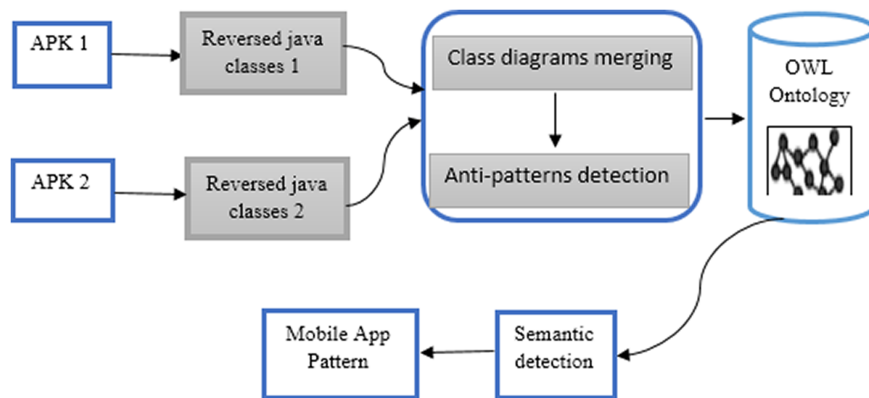 APK 1
Reversed java
classes 1
Class diagrams merging
OWL
Ontology
APK 2
Reversed java
classes 2
Anti-patterns detection
Mobile App
Pattern
Semantic
detection